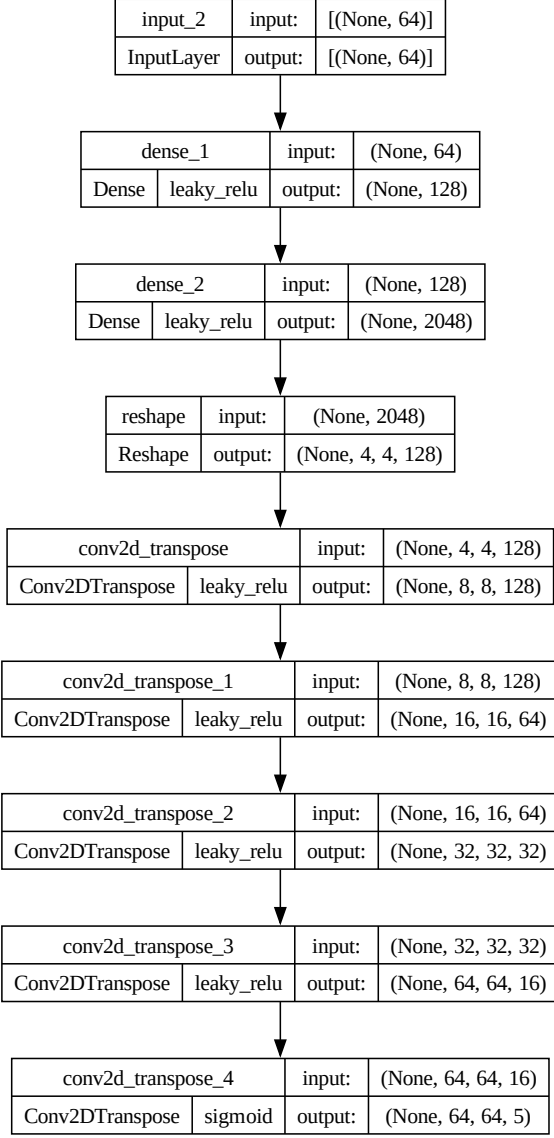 input_2 input: [(None, 64)]
InputLayer output: [(None, 64)]
dense_1 input: (None, 64)
Dense leaky_relu output: (None, 128)
dense_2 input: (None, 128)
Dense leaky_relu output: (None, 2048)
reshape input: (None, 2048)
Reshape output: (None, 4, 4, 128)
conv2d_transpose input: (None, 4, 4, 128)
Conv2DTranspose leaky_relu output: (None, 8, 8, 128)
conv2d_transpose_1 input: (None, 8, 8, 128)
Conv2DTranspose leaky_relu output: (None, 16, 16, 64)
conv2d_transpose_2 input: (None, 16, 16, 64)
Conv2DTranspose leaky_relu output: (None, 32, 32, 32)
conv2d_transpose_3 input: (None, 32, 32, 32)
Conv2DTranspose leaky_relu output: (None, 64, 64, 16)
conv2d_transpose_4 input: (None, 64, 64, 16)
Conv2DTranspose sigmoid output: (None, 64, 64, 5)